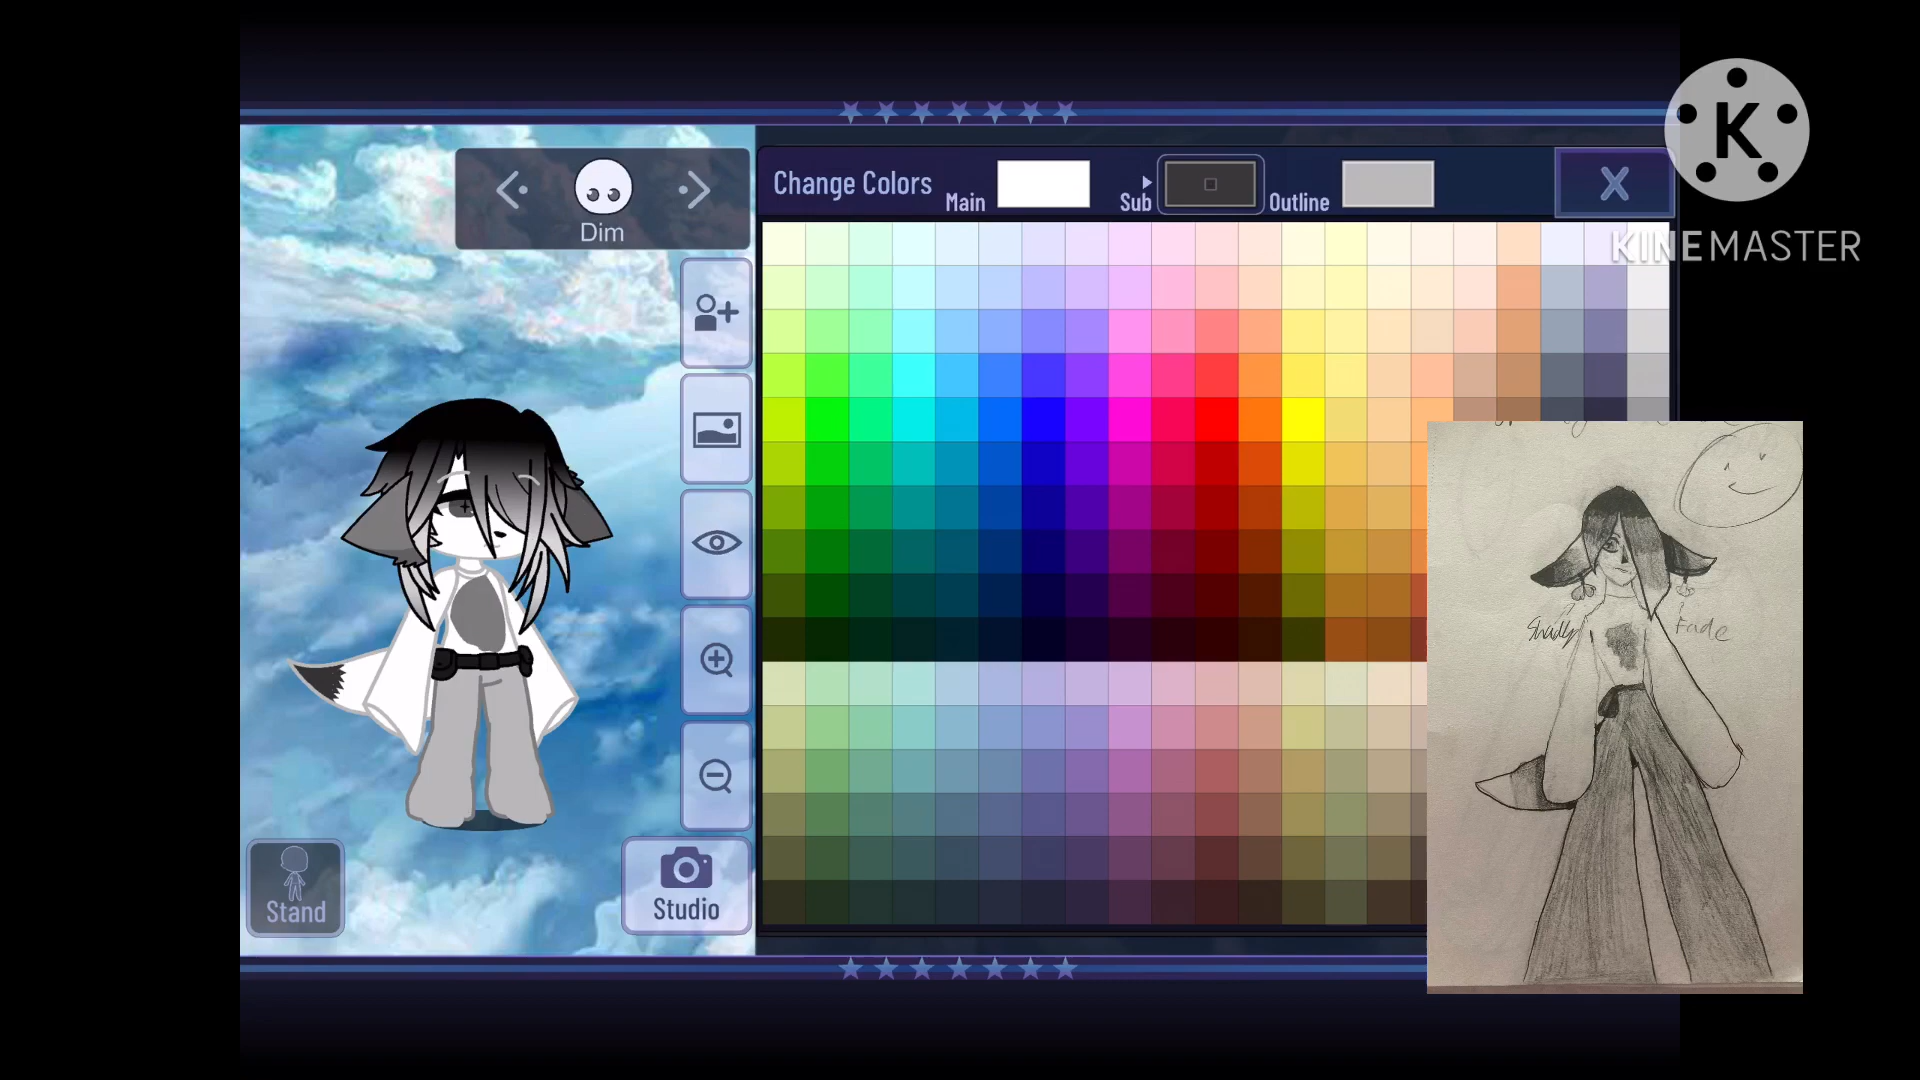 Change Colors
Main
Sub
Outline
X
K
KINEMASTER
Dim
Fade
Stand
Studio